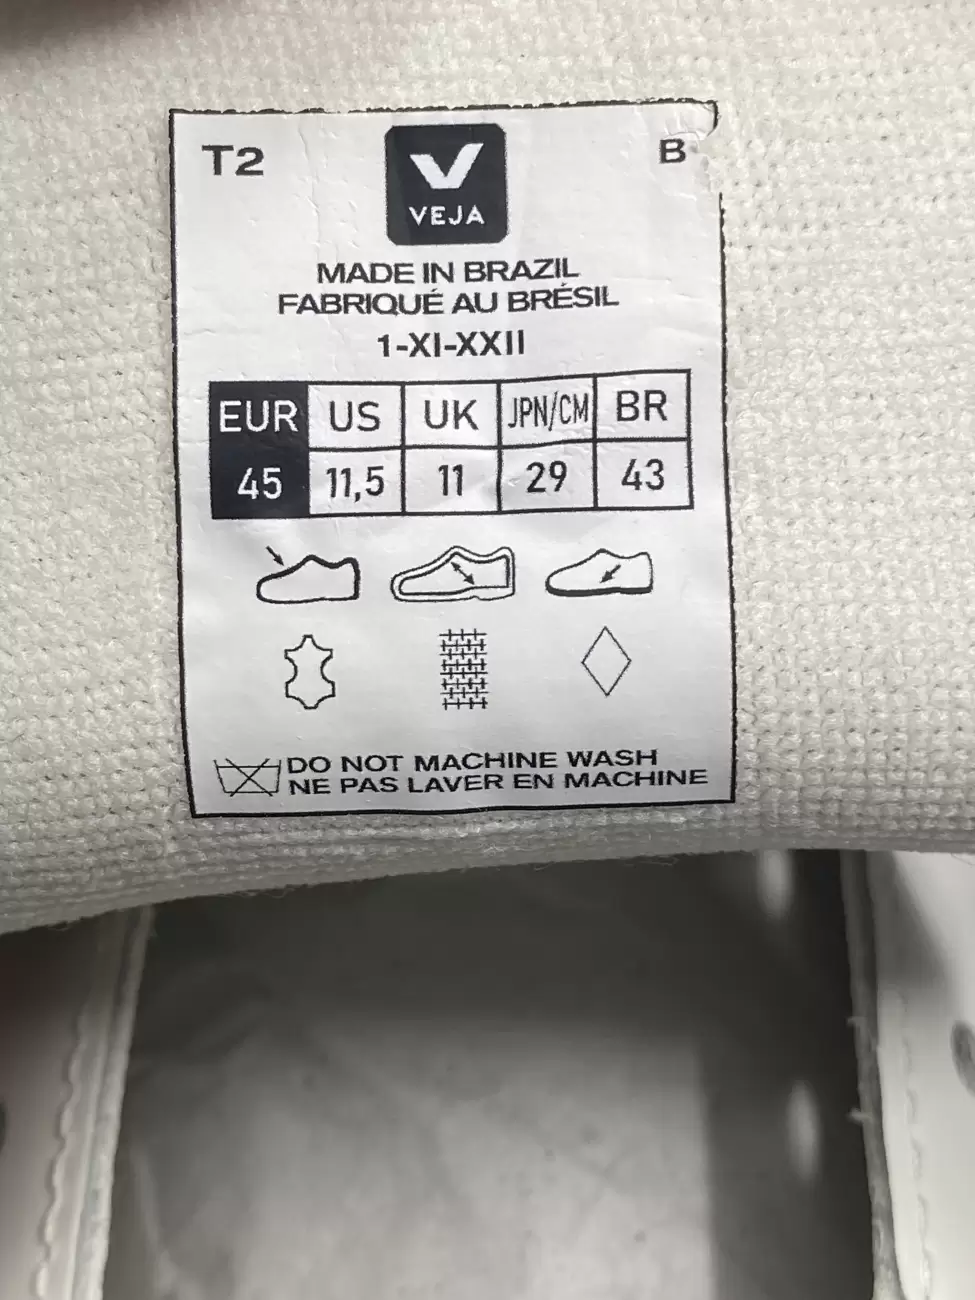 T2 B
VEJA
MADE IN BRAZIL
FABRIQUÉ AU BRÉSIL
1-XI-XXII
EUR US UK JPN/CM BR
45 11,5 11 29 43
DO NOT MACHINE WASH
NE PAS LAVER EN MACHINE